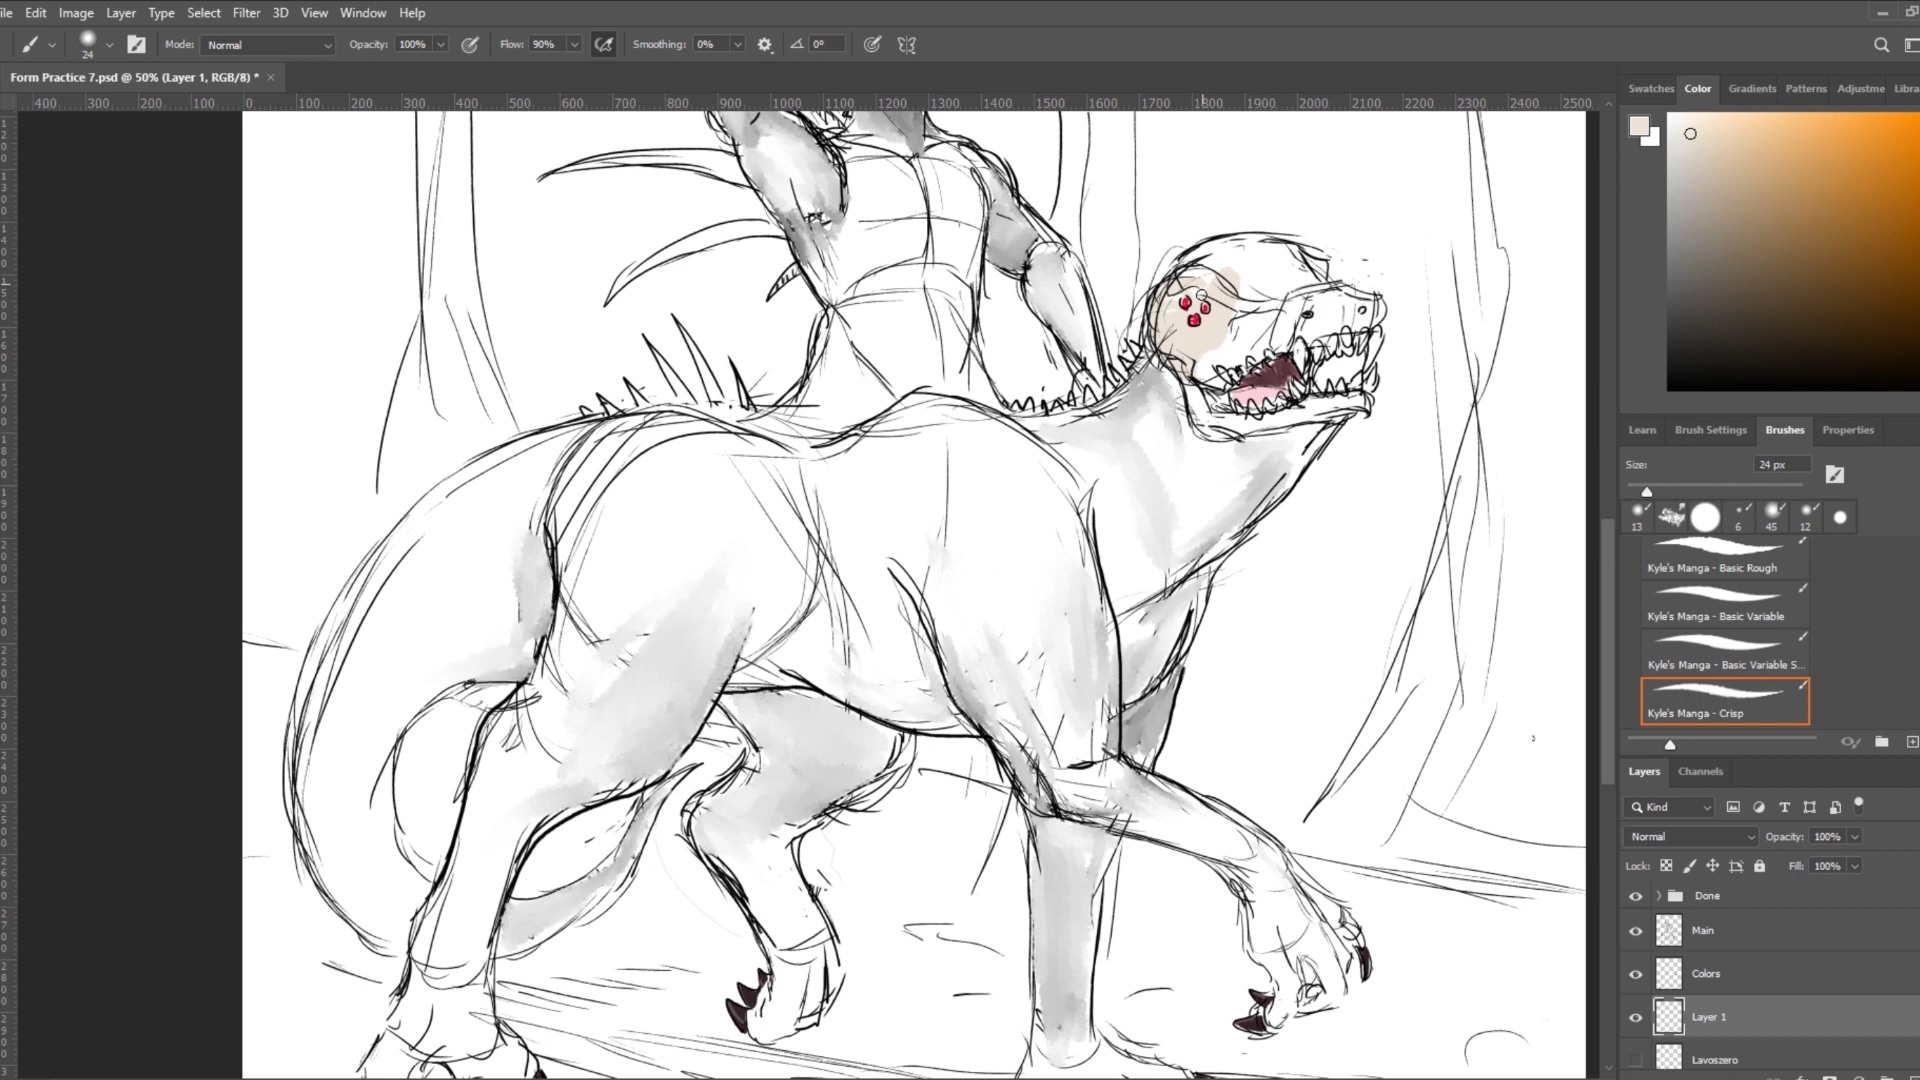 ile Edit Image Layer Type Select Filter 3D View Window Help
24 Mode: Normal Opacity: 100% Flow: 90% Smoothing: 0% 0°
Form Practice 7.psd @ 50% (Layer 1, RGB/8) * ×
400 300 200 100 0 100 200 300 400 500 600 700 800 900 1000 1100 1200 1300 1400 1500 1600 1700 1800 1900 2000 2100 2200 2300 2400 2500
Swatches Color Gradients Patterns Adjustme Libra
Learn Brush Settings Brushes Properties
Size: 24 px
13 6 45 12
Kyle's Manga - Basic Rough
Kyle's Manga - Basic Variable
Kyle's Manga - Basic Variable S...
Kyle's Manga - Crisp
Layers Channels
Kind
Normal Opacity: 100%
Lock: Fill: 100%
Done
Main
Colors
Layer 1
Lavoszero